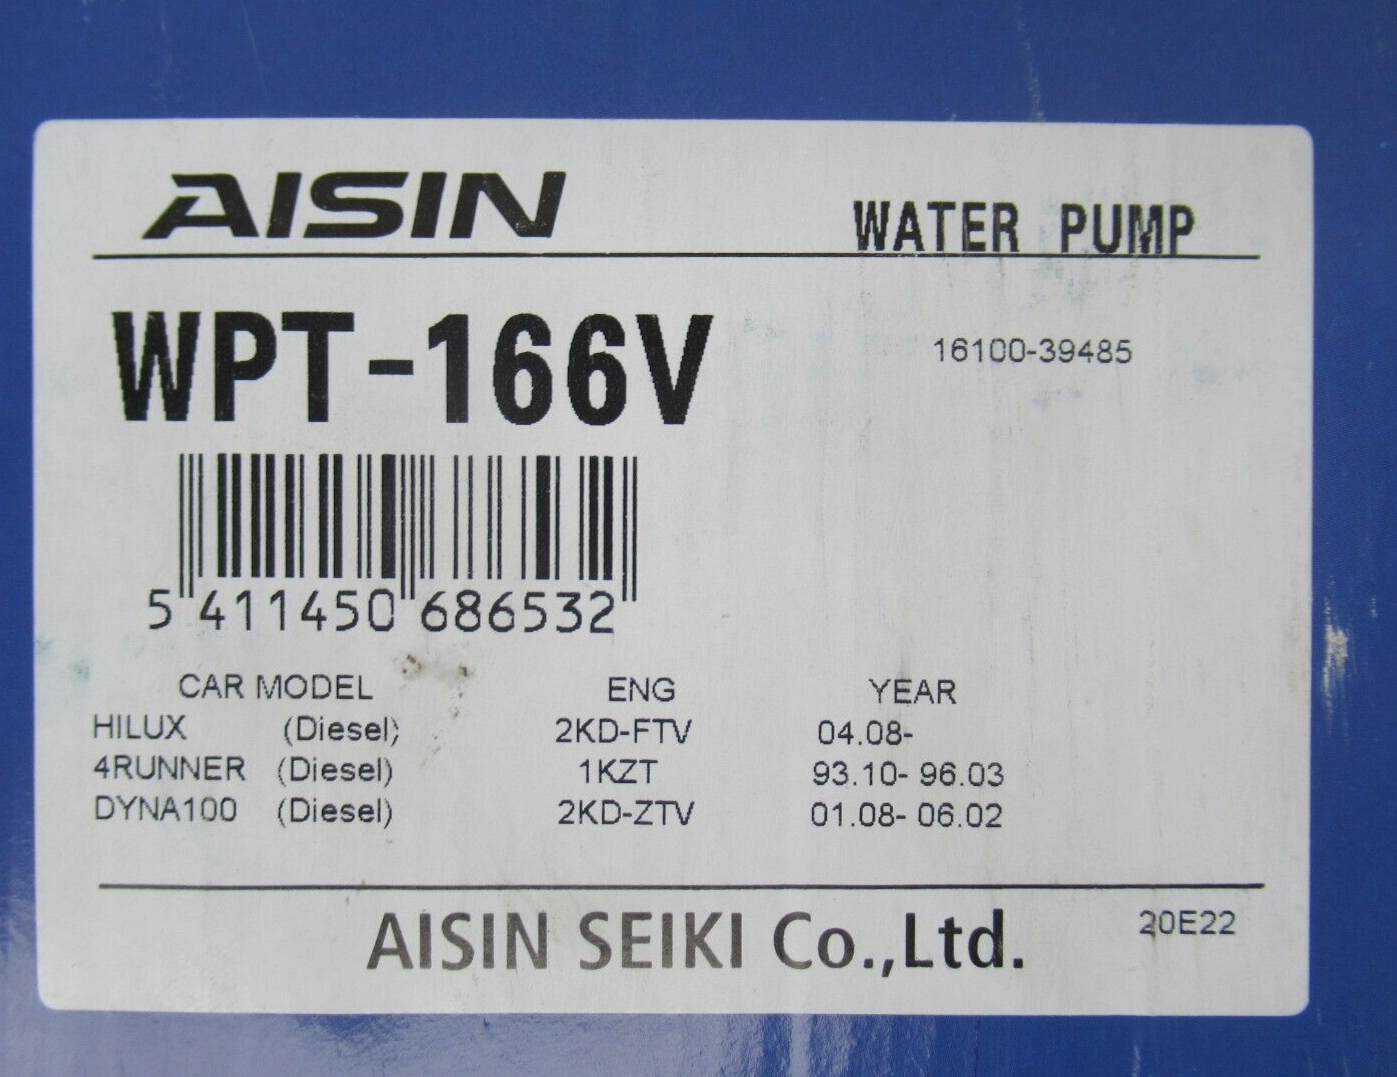 AISIN
WATER PUMP
WPT-166V
16100-39485
5 411450 686532
CAR MODEL ENG YEAR
HILUX (Diesel) 2KD-FTV 04.08-
4RUNNER (Diesel) 1KZT 93.10- 96.03
DYNA100 (Diesel) 2KD-ZTV 01.08- 06.02
AISIN SEIKI Co.,Ltd.
20E22